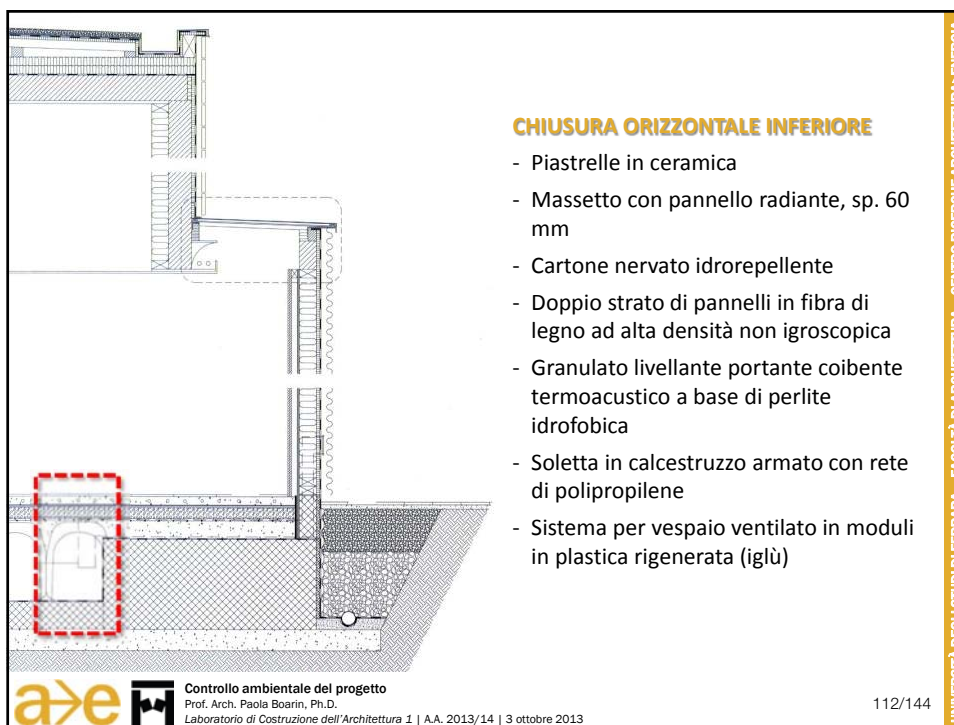 CHIUSURA ORIZZONTALE INFERIORE
- Piastrelle in ceramica
- Massetto con pannello radiante, sp. 60
mm
- Cartone nervato idrorepellente
- Doppio strato di pannelli in fibra di
legno ad alta densità non igroscopica
- Granulato livellante portante coibente
termoacustico a base di perlite
idrofobica
- Soletta in calcestruzzo armato con rete
di polipropilene
- Sistema per vespaio ventilato in moduli
in plastica rigenerata (iglù)
a>e
Controllo ambientale del progetto
Prof. Arch. Paola Boarin, Ph.D.
Laboratorio di Costruzione dell'Architettura 1 | A.A. 2013/14 | 3 ottobre 2013
112/144